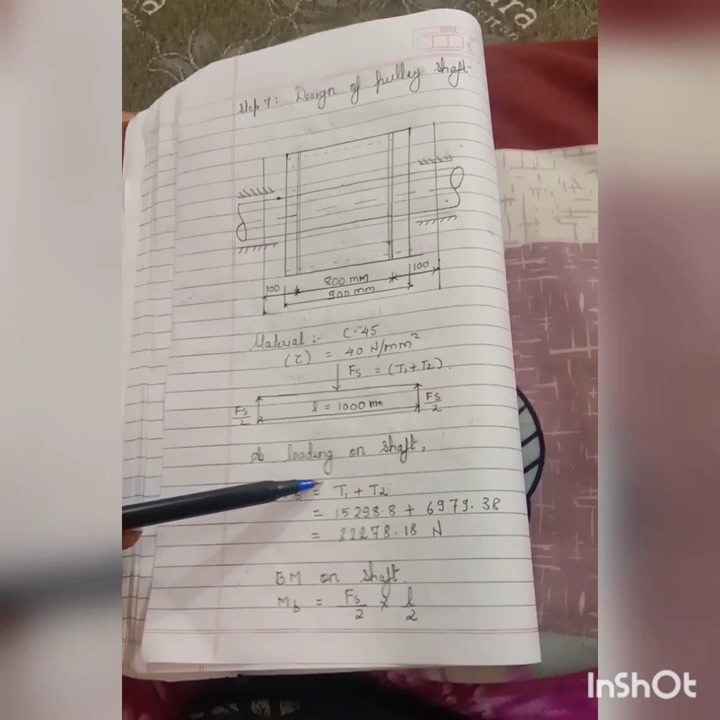 Step 7: Design of pulley shaft.
100
800 mm
100
900 mm
Material :- C-45
(τ) = 40 N/mm²
Fs = (T₁ + T₂).
Fs/2
l = 1000 mm
Fs/2
loading on shaft,
= T₁ + T₂
= 15298.8 + 6979.38
= 22278.18 N
BM on shaft.
Mb = Fs/2 × l/2
InShOt